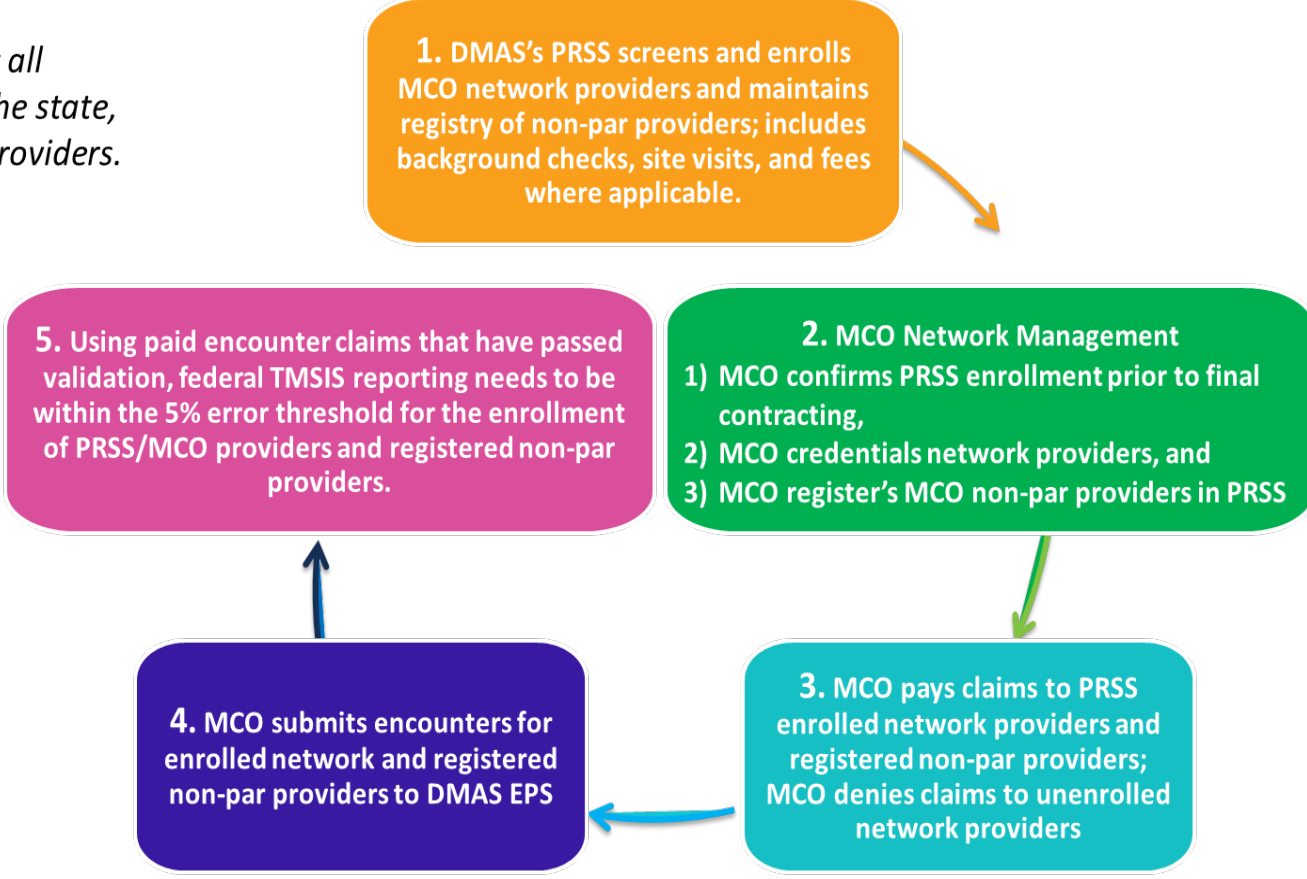 all
he state,
roviders.
1. DMAS's PRSS screens and enrolls
MCO network providers and maintains
registry of non-par providers; includes
background checks, site visits, and fees
where applicable.
2. MCO Network Management
1) MCO confirms PRSS enrollment prior to final
contracting,
2) MCO credentials network providers, and
3) MCO register's MCO non-par providers in PRSS
3. MCO pays claims to PRSS
enrolled network providers and
registered non-par providers;
MCO denies claims to unenrolled
network providers
4. MCO submits encounters for
enrolled network and registered
non-par providers to DMAS EPS
5. Using paid encounter claims that have passed
validation, federal TMSIS reporting needs to be
within the 5% error threshold for the enrollment
of PRSS/MCO providers and registered non-par
providers.